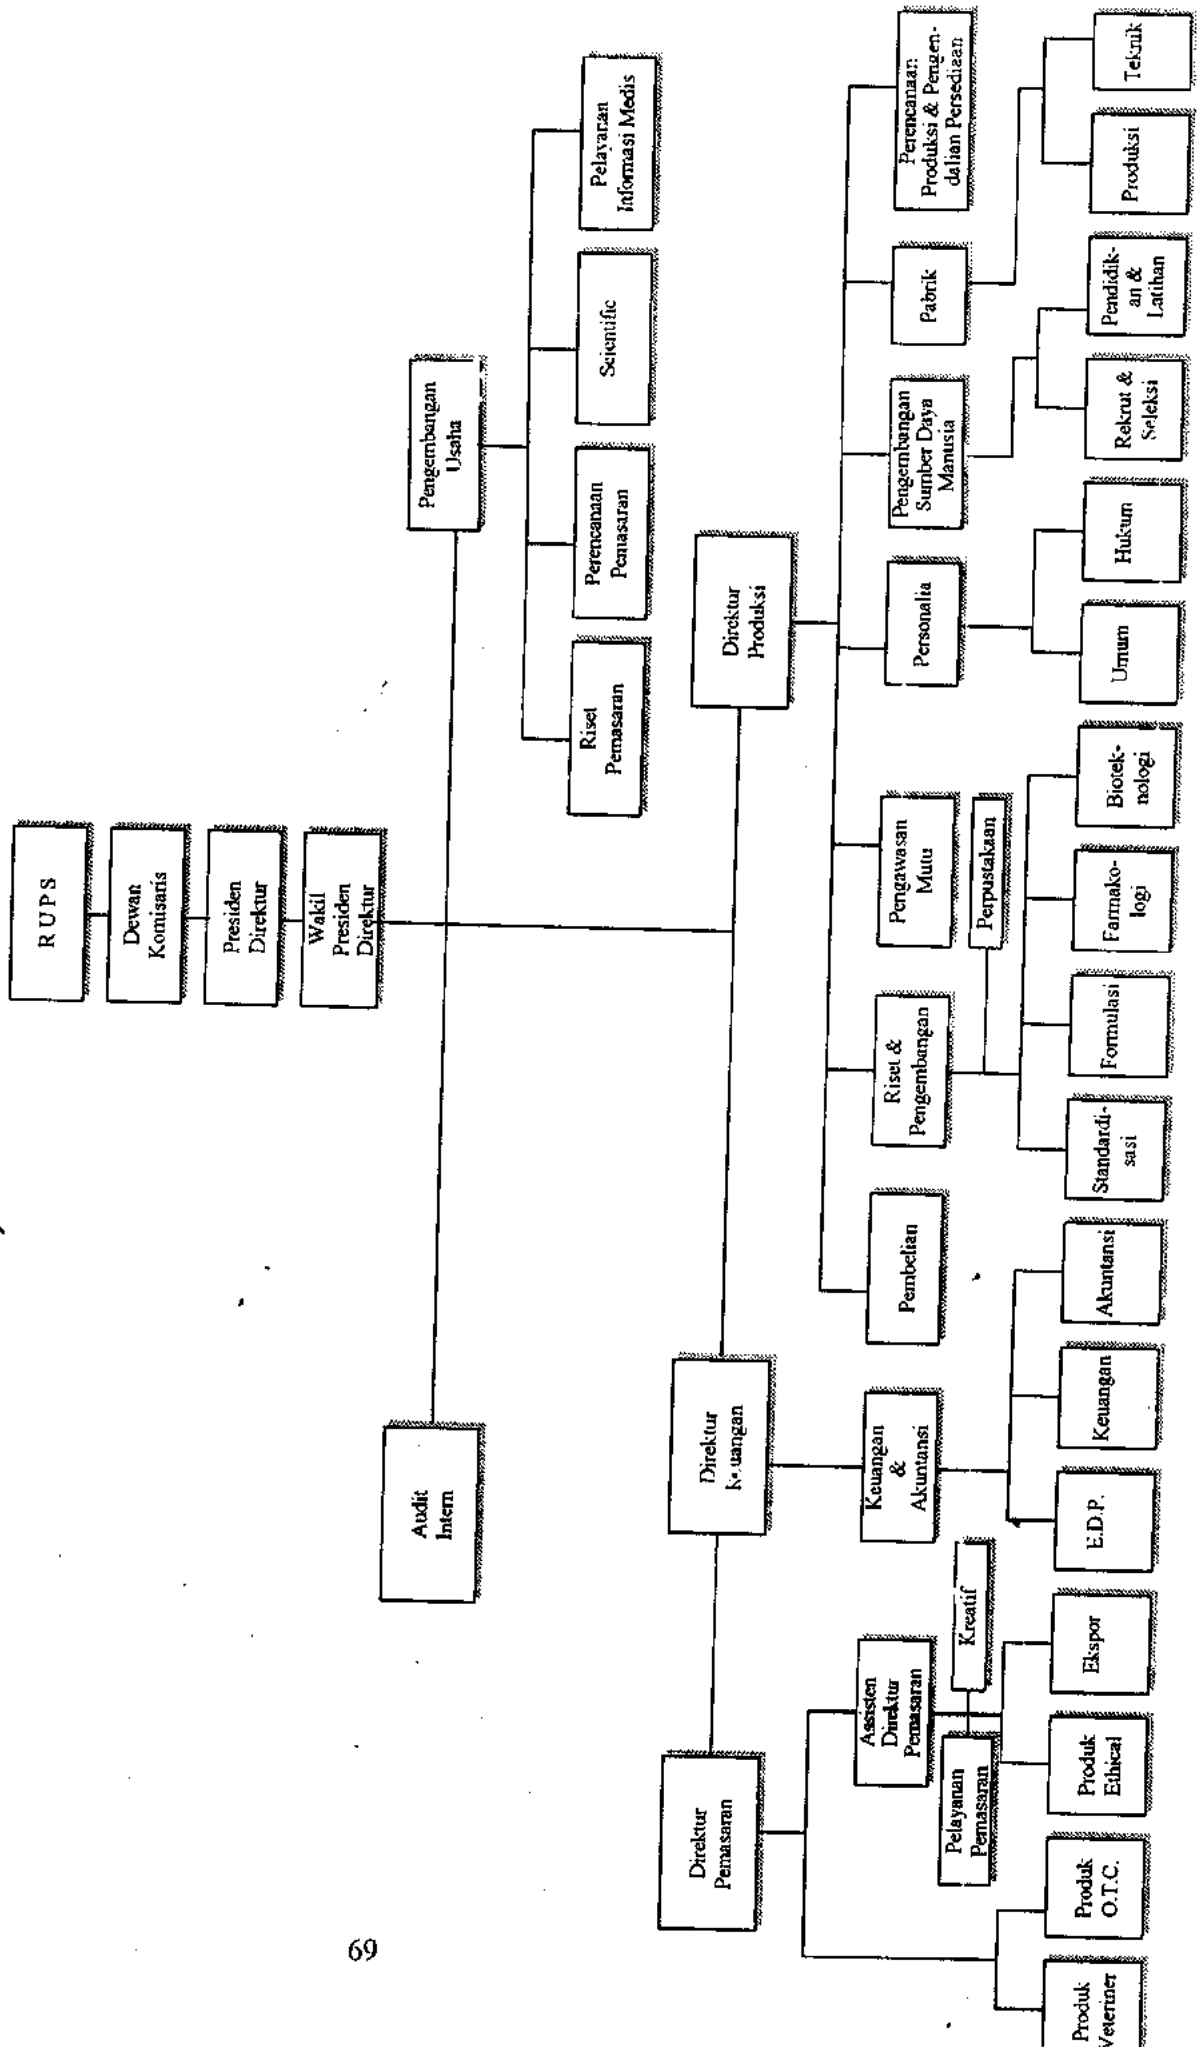 R U P S
Dewan
Komisaris
Presiden
Direktur
Wakil
Presiden
Direktur
Audit
Intern
Pengembangan
Usaha
Riset
Pemasaran
Perencanaan
Pemasaran
Scientific
Pelayanan
Informasi Medis
Direktur
Pemasaran
Direktur
Keuangan
Direktur
Produksi
Assisten
Direktur
Pemasaran
Keuangan
&
Akuntansi
Pembelian
Riset &
Pengembangan
Pengawasan
Mutu
Personalia
Pengembangan
Sumber Daya
Manusia
Pabrik
Perencanaan
Produksi & Pengen-
dalian Persediaan
Pelayanan
Pemasaran
Kreatif
Perpustakaan
Produk
Veteriner
Produk
O.T.C.
Produk
Ethical
Ekspor
E.D.P.
Keuangan
Akuntansi
Standardi-
sasi
Formulasi
Farmako-
logi
Biotek-
nologi
Umum
Hukum
Rekrut &
Seleksi
Pendidik-
an &
Latihan
Produksi
Teknik
69